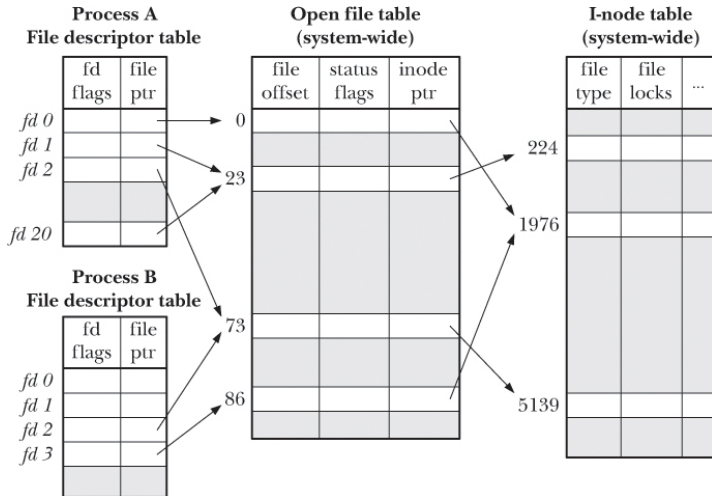 Process A
File descriptor table
fd
flags
file
ptr
fd 0
fd 1
fd 2
fd 20
Process B
File descriptor table
fd
flags
file
ptr
fd 0
fd 1
fd 2
fd 3
Open file table
(system-wide)
file
offset
status
flags
inode
ptr
0
23
73
86
I-node table
(system-wide)
file
type
file
locks
...
224
1976
5139